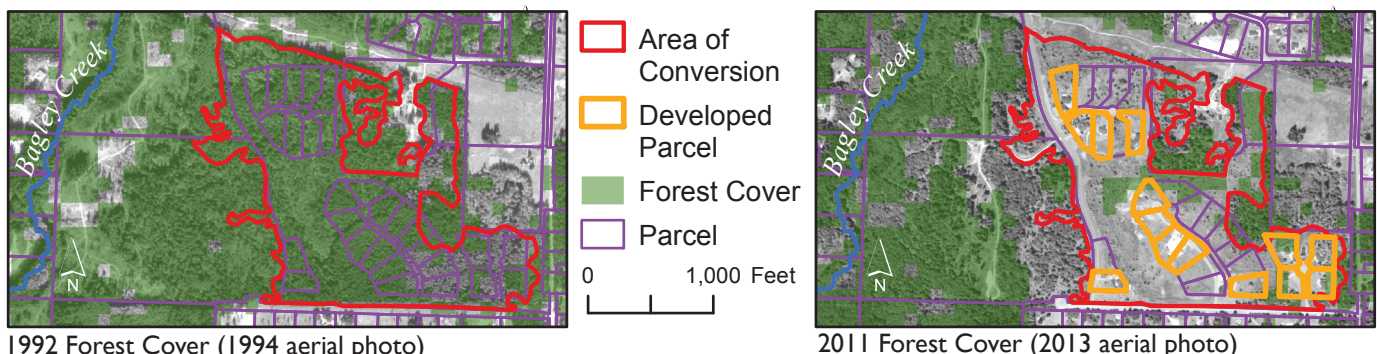 Bagley Creek
N
1992 Forest Cover (1994 aerial photo)
Area of
Conversion
Developed
Parcel
Forest Cover
Parcel
0 1,000 Feet
Bagley Creek
N
2011 Forest Cover (2013 aerial photo)